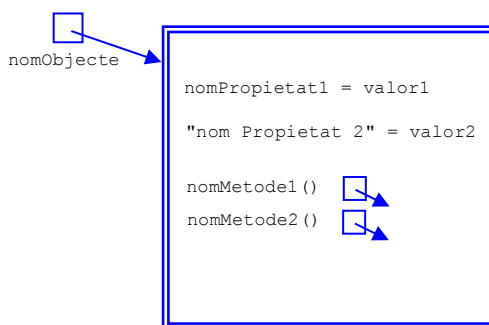 nomObjecte
nomPropietat1 = valor1
"nom Propietat 2" = valor2
nomMetode1()
nomMetode2()